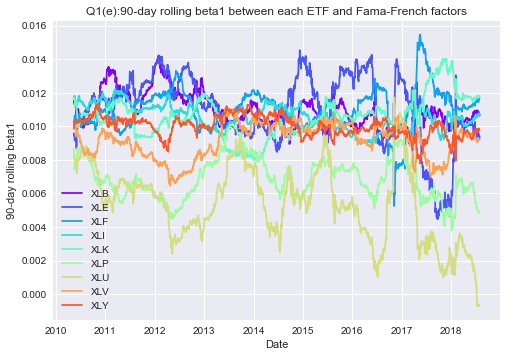 Q1(e):90-day rolling beta1 between each ETF and Fama-French factors
90-day rolling beta1
0.016
0.014
0.012
0.010
0.008
0.006
0.004
0.002
0.000
XLB
XLE
XLF
XLI
XLK
XLP
XLU
XLV
XLY
2010 2011 2012 2013 2014 2015 2016 2017 2018
Date